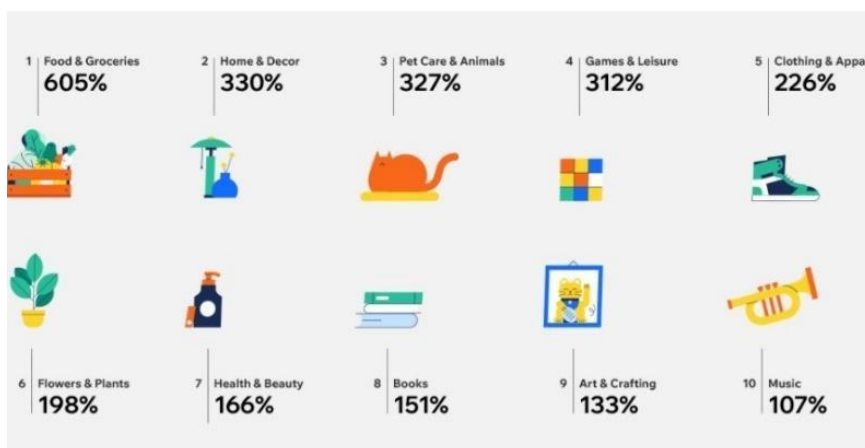 1 Food & Groceries
605%
2 Home & Decor
330%
3 Pet Care & Animals
327%
4 Games & Leisure
312%
5 Clothing & Appa
226%
6 Flowers & Plants
198%
7 Health & Beauty
166%
8 Books
151%
9 Art & Crafting
133%
10 Music
107%